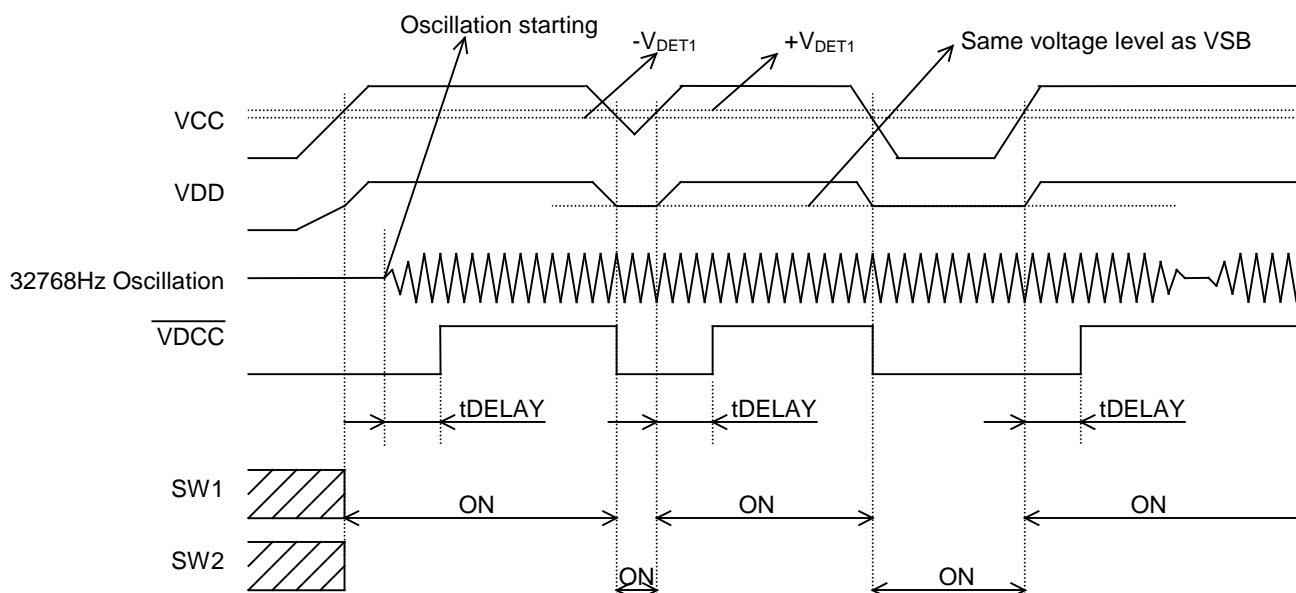 Oscillation starting
-VDET1
+VDET1
Same voltage level as VSB
VCC
VDD
32768Hz Oscillation
VDCC
tDELAY
tDELAY
tDELAY
SW1
ON
ON
ON
SW2
ON
ON